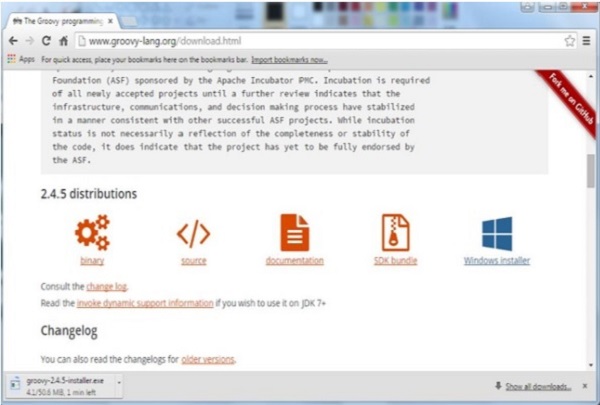 The Groovy programming
www.groovy-lang.org/download.html
Apps For quick access, place your bookmarks here on the bookmarks bar. Import bookmarks now...
Foundation (ASF) sponsored by the Apache Incubator PMC. Incubation is required
of all newly accepted projects until a further review indicates that the
infrastructure, communications, and decision making process have stabilized
in a manner consistent with other successful ASF projects. While incubation
status is not necessarily a reflection of the completeness or stability of
the code, it does indicate that the project has yet to be fully endorsed by
the ASF.
Fork me on GitHub
2.4.5 distributions
binary source documentation SDK bundle Windows installer
Consult the change log.
Read the invoke dynamic support information if you wish to use it on JDK 7+
Changelog
You can also read the changelogs for older versions.
groovy-2.4.5-installer.exe
4.1/50.6 MB, 1 min left
Show all downloads...